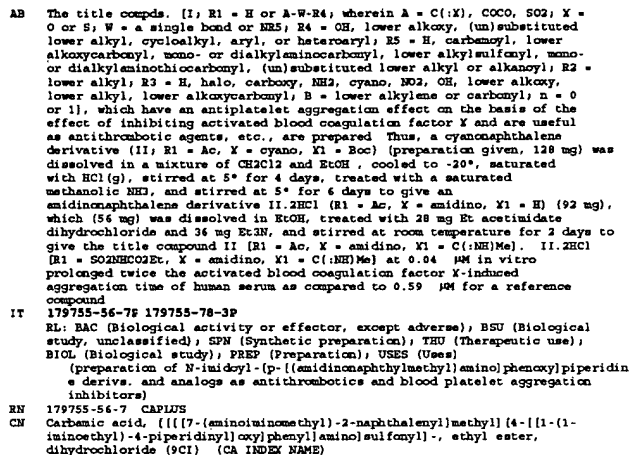 AB The title compds. [I; R1 = H or A-W-R4; wherein A = C(:X), COCO, SO2; X =
O or S; W = a single bond or NR5; R4 = OH, lower alkoxy, (un)substituted
lower alkyl, cycloalkyl, aryl, or heteroaryl; R5 = H, carbamoyl, lower
alkoxycarbonyl, mono- or dialkylaminocarbonyl, lower alkylsulfonyl, mono-
or dialkylaminothiocarbonyl, (un)substituted lower alkyl or alkanoyl; R2 =
lower alkyl; R3 = H, halo, carboxy, NH2, cyano, NO2, OH, lower alkoxy,
lower alkyl, lower alkoxycarbonyl; B = lower alkylene or carbonyl; n = 0
or 1], which have an antiplatelet aggregation effect on the basis of the
effect of inhibiting activated blood coagulation factor X and are useful
as antithrombotic agents, etc., are prepared Thus, a cyanonaphthalene
derivative (II; R1 = Ac, X = cyano, X1 = Boc) (preparation given, 128 mg) was
dissolved in a mixture of CH2Cl2 and EtOH , cooled to -20°, saturated
with HCl(g), stirred at 5° for 4 days, treated with a saturated
methanolic NH3, and stirred at 5° for 6 days to give an
amidinonaphthalene derivative II.2HCl (R1 = Ac, X = amidino, X1 = H) (92 mg),
which (56 mg) was dissolved in EtOH, treated with 28 mg Et acetimidate
dihydrochloride and 36 mg Et3N, and stirred at room temperature for 2 days to
give the title compound II [R1 = Ac, X = amidino, X1 = C(:NH)Me]. II.2HCl
[R1 = SO2NHCO2Et, X = amidino, X1 = C(:NH)Me] at 0.04 μM in vitro
prolonged twice the activated blood coagulation factor X-induced
aggregation time of human serum as compared to 0.59 μM for a reference
compound
IT 179755-56-7P 179755-78-3P
RL: BAC (Biological activity or effector, except adverse); BSU (Biological
study, unclassified); SPN (Synthetic preparation); THU (Therapeutic use);
BIOL (Biological study); PREP (Preparation); USES (Uses)
(preparation of N-imidoyl-(p-[(amidinonaphthylmethyl)amino]phenoxy]piperidin
e derivs. and analogs as antithrombotics and blood platelet aggregation
inhibitors)
RN 179755-56-7 CAPLUS
CN Carbamic acid, [[[[7-(aminoiminomethyl)-2-naphthalenyl]methyl][4-[[1-(1-
iminoethyl)-4-piperidinyl]oxy]phenyl]amino]sulfonyl]-, ethyl ester,
dihydrochloride (9CI) (CA INDEX NAME)